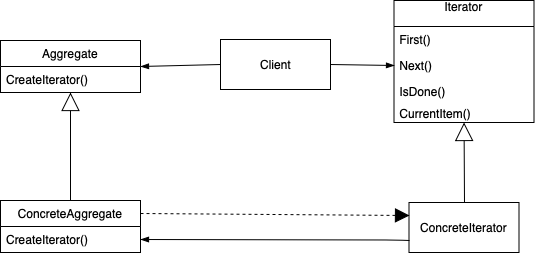 Iterator
First()
Next()
IsDone()
CurrentItem()
Aggregate
CreateIterator()
Client
ConcreteAggregate
CreateIterator()
ConcreteIterator